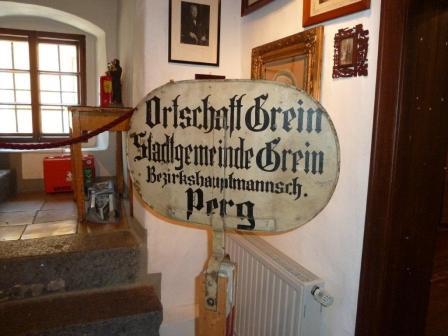 Ortschaft Grein
Stadtgemeinde Grein
Bezirkshauptmannsch.
Perg